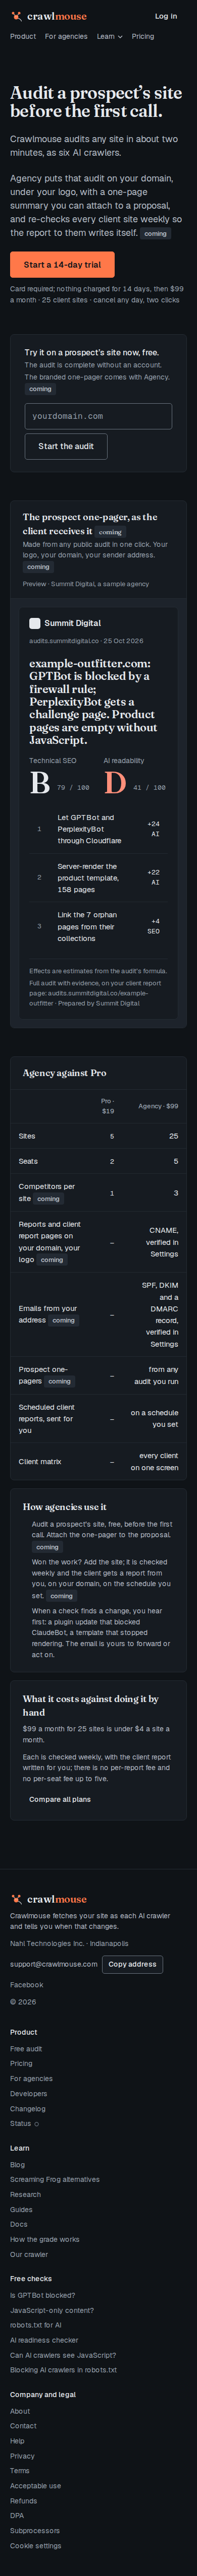 crawlmouse
Log in
Product For agencies Learn Pricing
Audit a prospect's site
before the first call.
Crawlmouse audits any site in about two
minutes, as six AI crawlers.
Agency puts that audit on your domain,
under your logo, with a one-page
summary you can attach to a proposal,
and re-checks every client site weekly so
the report to them writes itself. coming
Start a 14-day trial
Card required; nothing charged for 14 days, then $99
a month · 25 client sites · cancel any day, two clicks
Try it on a prospect's site now, free.
The audit is complete without an account.
The branded one-pager comes with Agency.
coming
yourdomain.com
Start the audit
The prospect one-pager, as the
client receives it coming
Made from any public audit in one click. Your
logo, your domain, your sender address.
coming
Preview · Summit Digital, a sample agency
Summit Digital
audits.summitdigital.co · 25 Oct 2026
example-outfitter.com:
GPTBot is blocked by a
firewall rule;
PerplexityBot gets a
challenge page. Product
pages are empty without
JavaScript.
Technical SEO
B 79 / 100
AI readability
D 41 / 100
1 Let GPTBot and
PerplexityBot
through Cloudflare
+24
AI
2 Server-render the
product template,
158 pages
+22
AI
3 Link the 7 orphan
pages from their
collections
+4
SEO
Effects are estimates from the audit's formula.
Full audit with evidence, on your client report
page: audits.summitdigital.co/example-
outfitter · Prepared by Summit Digital
Agency against Pro
Pro ·
$19
Agency · $99
Sites 5 25
Seats 2 5
Competitors per
site coming
1 3
Reports and client
report pages on
your domain, your
logo coming
–
CNAME,
verified in
Settings
Emails from your
address coming
–
SPF, DKIM
and a
DMARC
record,
verified in
Settings
Prospect one-
pagers coming
–
from any
audit you run
Scheduled client
reports, sent for
you
–
on a schedule
you set
Client matrix
–
every client
on one screen
How agencies use it
Audit a prospect's site, free, before the first
call. Attach the one-pager to the proposal.
coming
Won the work? Add the site; it is checked
weekly and the client gets a report from
you, on your domain, on the schedule you
set. coming
When a check finds a change, you hear
first: a plugin update that blocked
ClaudeBot, a template that stopped
rendering. The email is yours to forward or
act on.
What it costs against doing it by
hand
$99 a month for 25 sites is under $4 a site a
month.
Each is checked weekly, with the client report
written for you; there is no per-report fee and
no per-seat fee up to five.
Compare all plans
crawlmouse
Crawlmouse fetches your site as each AI crawler
and tells you when that changes.
Nahl Technologies Inc. · Indianapolis
support@crawlmouse.com Copy address
Facebook
© 2026
Product
Free audit
Pricing
For agencies
Developers
Changelog
Status
Learn
Blog
Screaming Frog alternatives
Research
Guides
Docs
How the grade works
Our crawler
Free checks
Is GPTBot blocked?
JavaScript-only content?
robots.txt for AI
AI readiness checker
Can AI crawlers see JavaScript?
Blocking AI crawlers in robots.txt
Company and legal
About
Contact
Help
Privacy
Terms
Acceptable use
Refunds
DPA
Subprocessors
Cookie settings